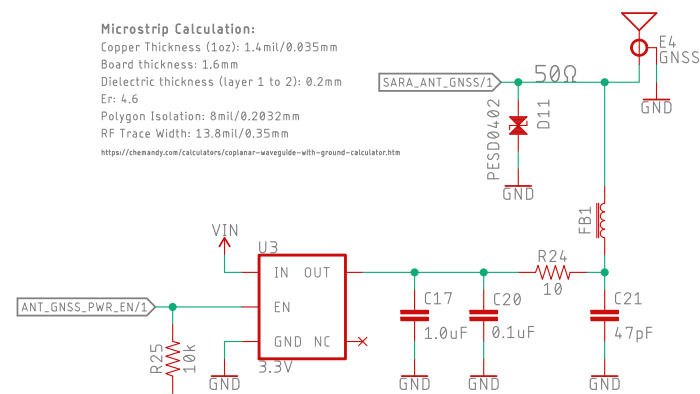 Microstrip Calculation:
Copper Thickness (1oz): 1.4mil/0.035mm
Board thickness: 1.6mm
Dielectric thickness (layer 1 to 2): 0.2mm
Er: 4.6
Polygon Isolation: 8mil/0.2032mm
RF Trace Width: 13.8mil/0.35mm
https://chemandy.com/calculators/coplanar-waveguide-with-ground-calculator.htm
E4
GNSS
GND
SARA_ANT_GNSS/1
50Ω
PESD0402
D11
GND
FB1
VIN
U3
IN OUT
EN
GND NC
3.3V
ANT_GNSS_PWR_EN/1
R25
10k
GND
C17
1.0uF
GND
C20
0.1uF
GND
R24
10
C21
47pF
GND